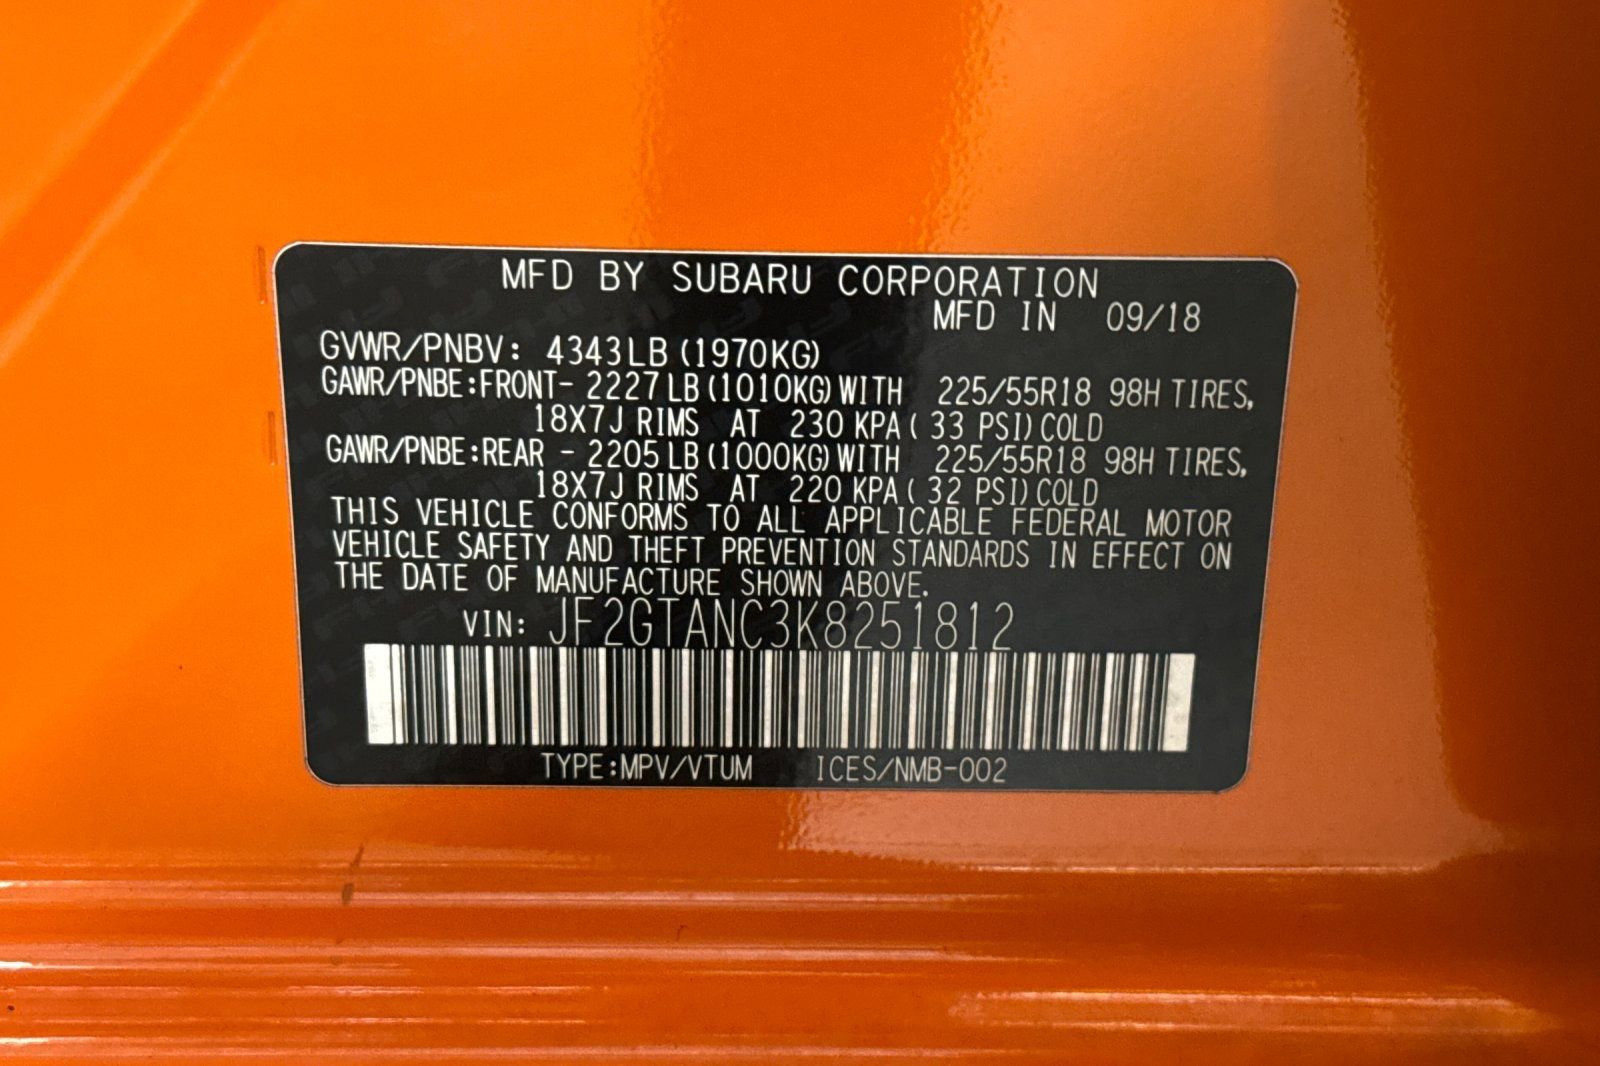 MFD BY SUBARU CORPORATION
MFD IN 09/18
GVWR/PNBV: 4343LB (1970KG)
GAWR/PNBE:FRONT- 2227 LB (1010KG) WITH 225/55R18 98H TIRES,
18X7J RIMS AT 230 KPA ( 33 PSI) COLD
GAWR/PNBE:REAR - 2205 LB (1000KG) WITH 225/55R18 98H TIRES,
18X7J RIMS AT 220 KPA ( 32 PSI) COLD
THIS VEHICLE CONFORMS TO ALL APPLICABLE FEDERAL MOTOR
VEHICLE SAFETY AND THEFT PREVENTION STANDARDS IN EFFECT ON
THE DATE OF MANUFACTURE SHOWN ABOVE.
VIN: JF2GTANC3K8251812
TYPE:MPV/VTUM ICES/NMB-002